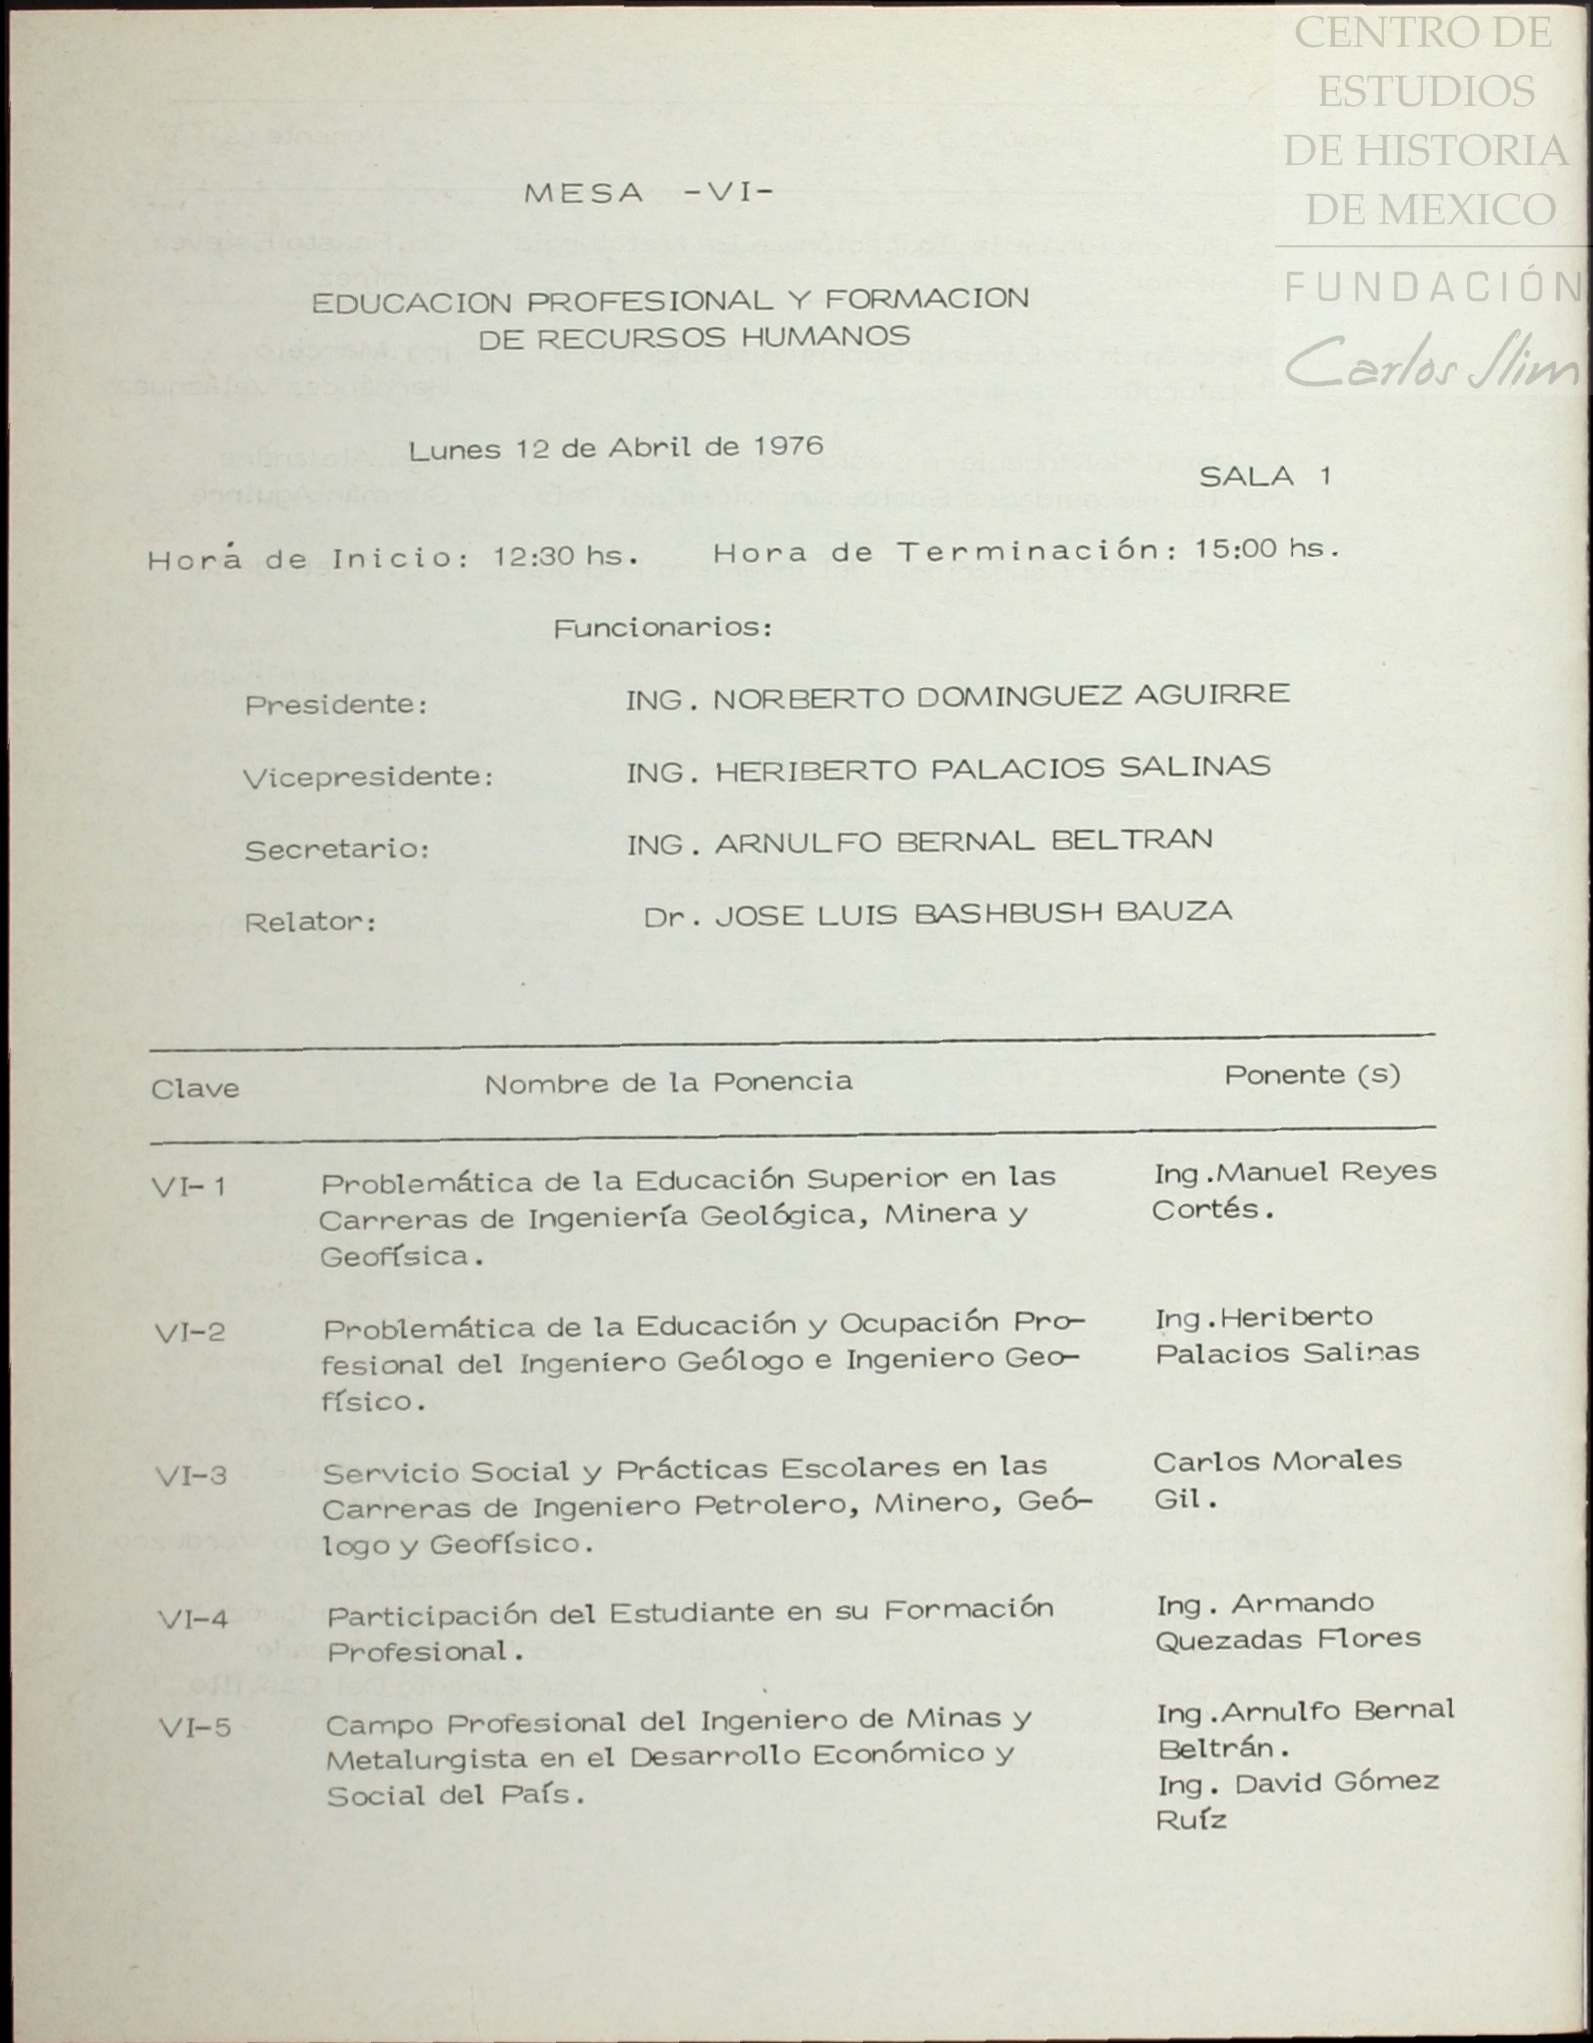 CENTRO DE
ESTUDIOS
DE HISTORIA
DE MEXICO
FUNDACIÓN
Carlos Slim
MESA -VI-
EDUCACION PROFESIONAL Y FORMACION
DE RECURSOS HUMANOS
Lunes 12 de Abril de 1976
SALA 1
Hora de Inicio: 12:30 hs. Hora de Terminación: 15:00 hs.
Funcionarios:
Presidente: ING. NORBERTO DOMINGUEZ AGUIRRE
Vicepresidente: ING. HERIBERTO PALACIOS SALINAS
Secretario: ING. ARNULFO BERNAL BELTRAN
Relator: Dr. JOSE LUIS BASHBUSH BAUZA
Clave Nombre de la Ponencia Ponente (s)
VI-1 Problemática de la Educación Superior en las Ing.Manuel Reyes
Carreras de Ingeniería Geológica, Minera y Cortés.
Geofísica.
VI-2 Problemática de la Educación y Ocupación Pro- Ing.Heriberto
fesional del Ingeniero Geólogo e Ingeniero Geo- Palacios Salinas
físico.
VI-3 Servicio Social y Prácticas Escolares en las Carlos Morales
Carreras de Ingeniero Petrolero, Minero, Geó- Gil.
logo y Geofísico.
VI-4 Participación del Estudiante en su Formación Ing. Armando
Profesional. Quezadas Flores
VI-5 Campo Profesional del Ingeniero de Minas y Ing.Arnulfo Bernal
Metalurgista en el Desarrollo Económico y Beltrán.
Social del País. Ing. David Gómez
Ruíz